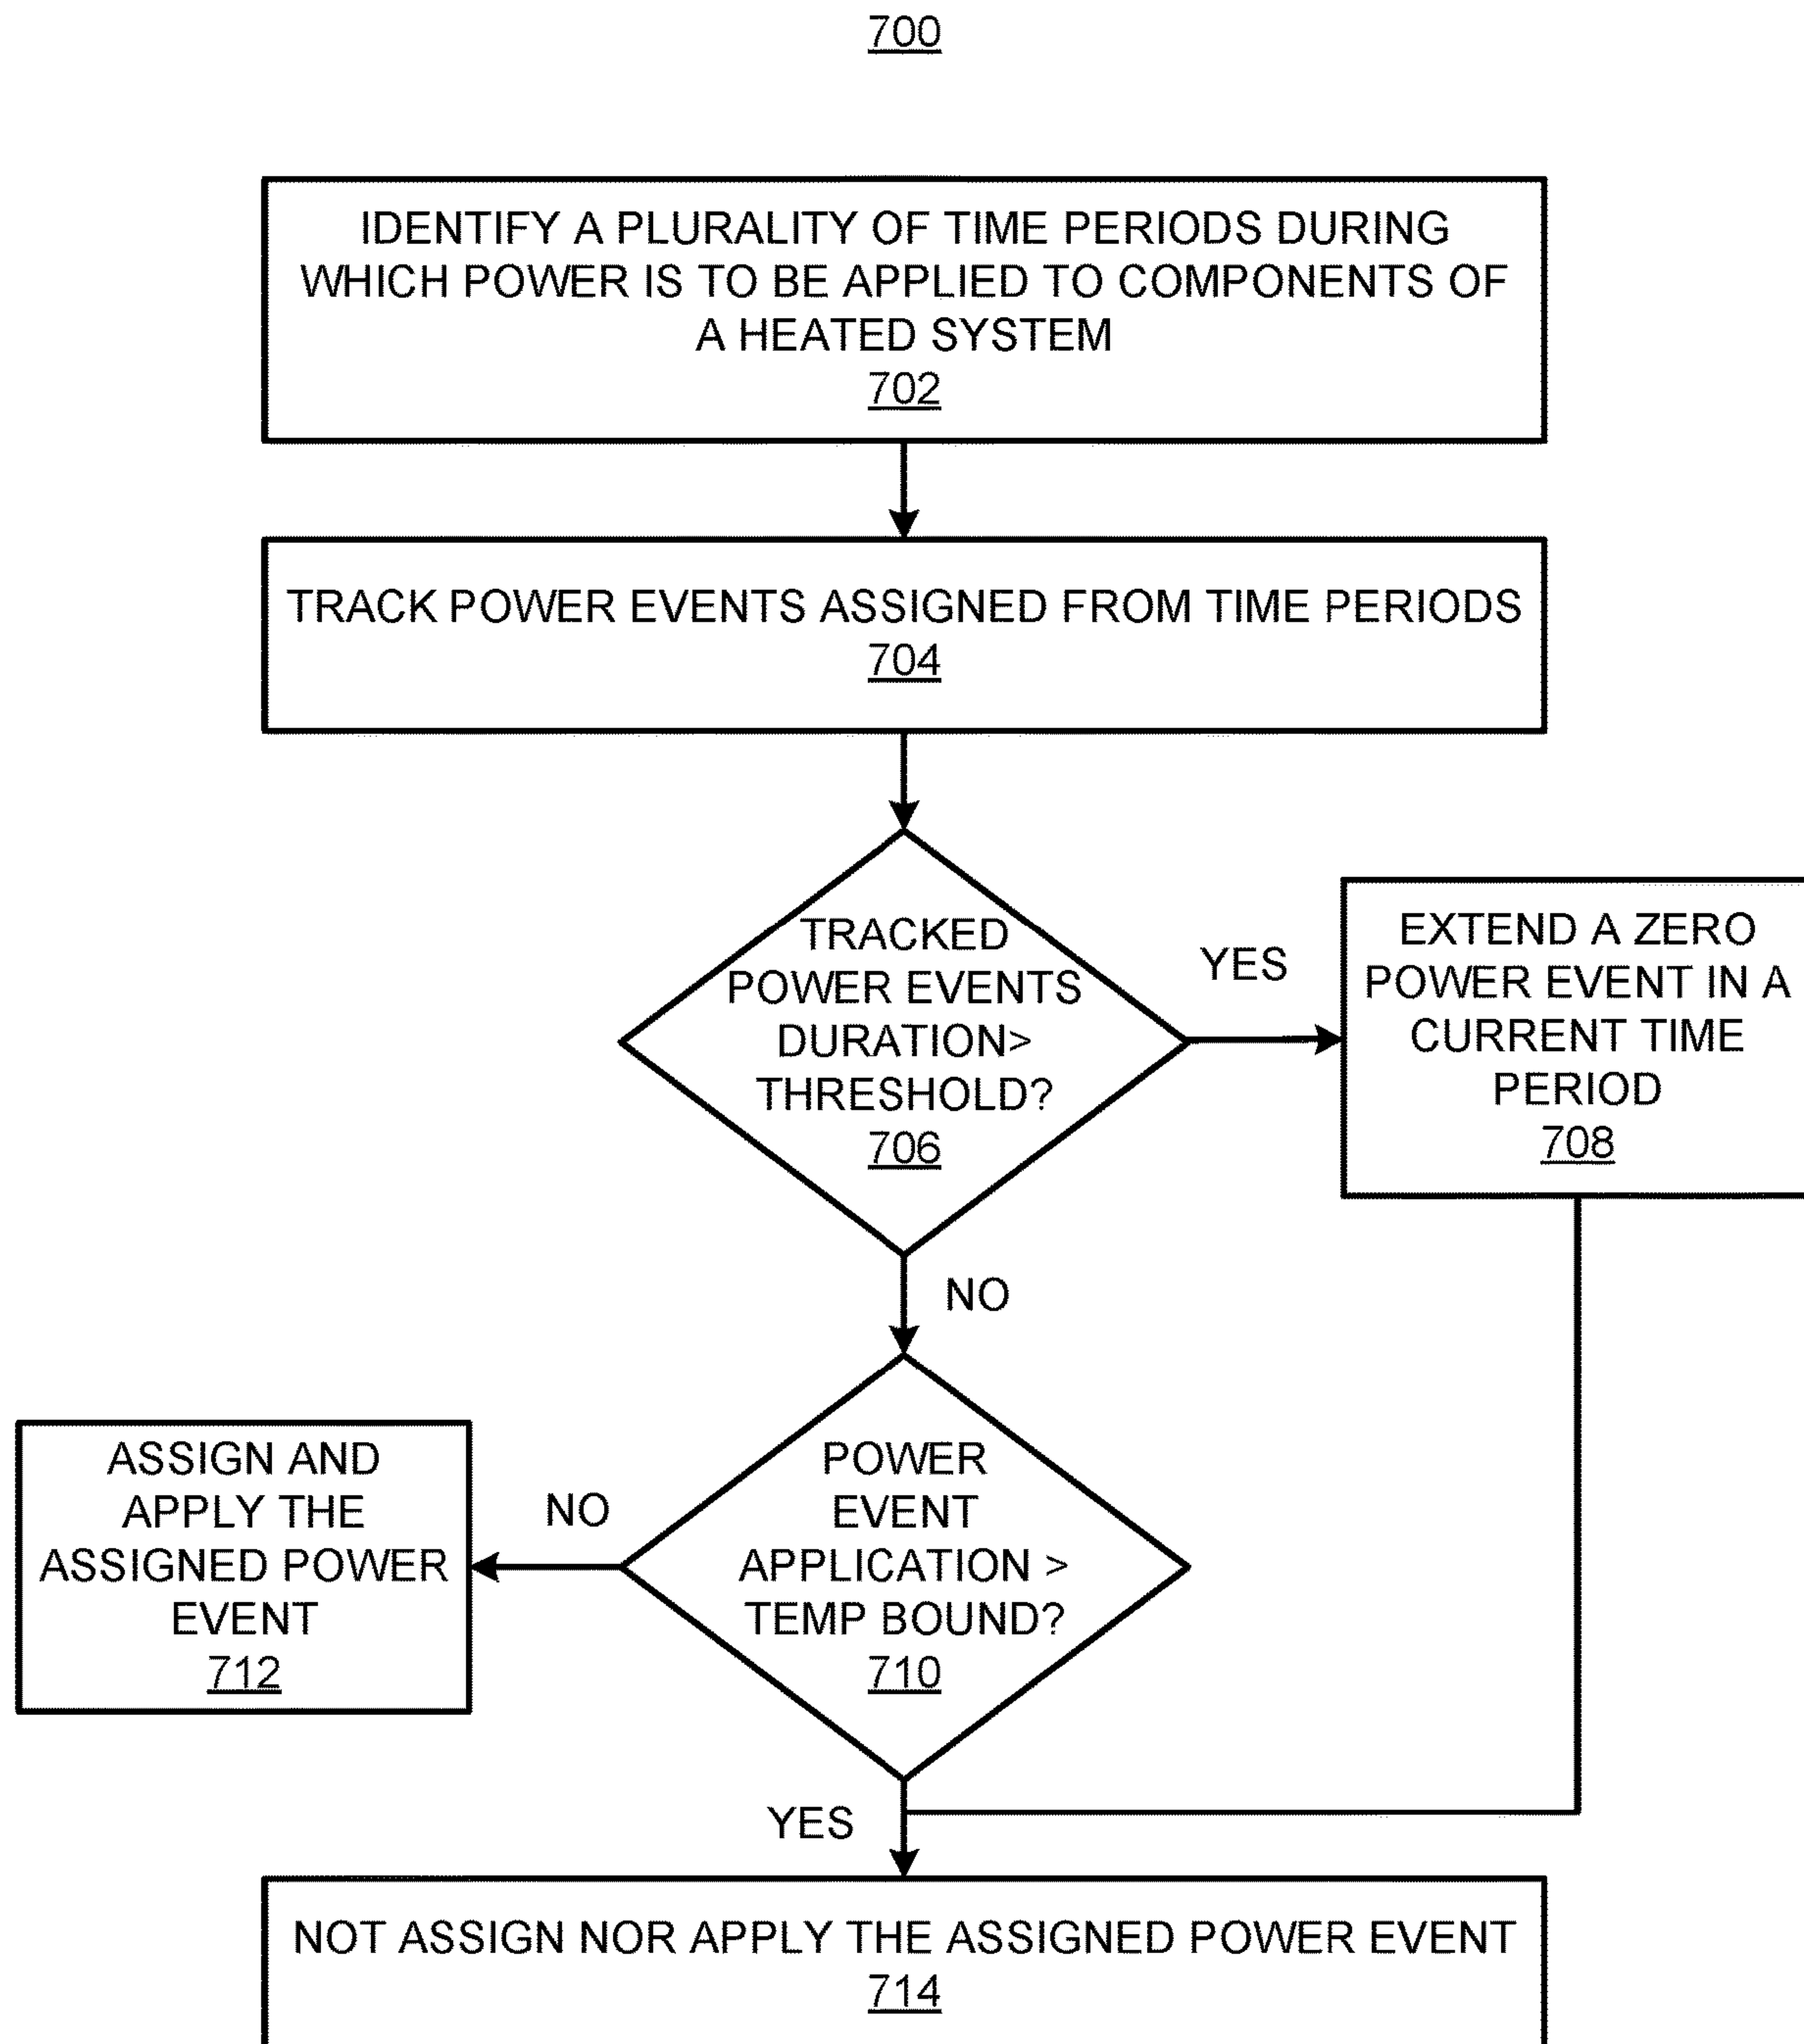 700
IDENTIFY A PLURALITY OF TIME PERIODS DURING
WHICH POWER IS TO BE APPLIED TO COMPONENTS OF
A HEATED SYSTEM
702
TRACK POWER EVENTS ASSIGNED FROM TIME PERIODS
704
TRACKED
POWER EVENTS
DURATION>
THRESHOLD?
706
YES
EXTEND A ZERO
POWER EVENT IN A
CURRENT TIME
PERIOD
708
NO
POWER
EVENT
APPLICATION >
TEMP BOUND?
710
NO
ASSIGN AND
APPLY THE
ASSIGNED POWER
EVENT
712
YES
NOT ASSIGN NOR APPLY THE ASSIGNED POWER EVENT
714